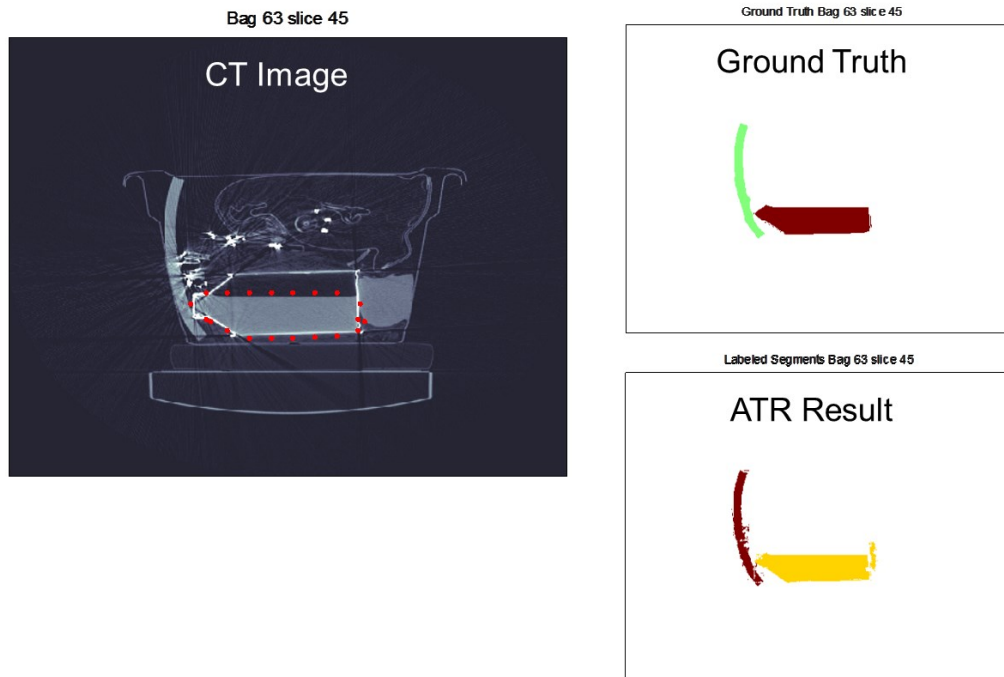 Bag 63 slice 45
CT Image
Ground Truth Bag 63 slice 45
Ground Truth
Labeled Segments Bag 63 slice 45
ATR Result